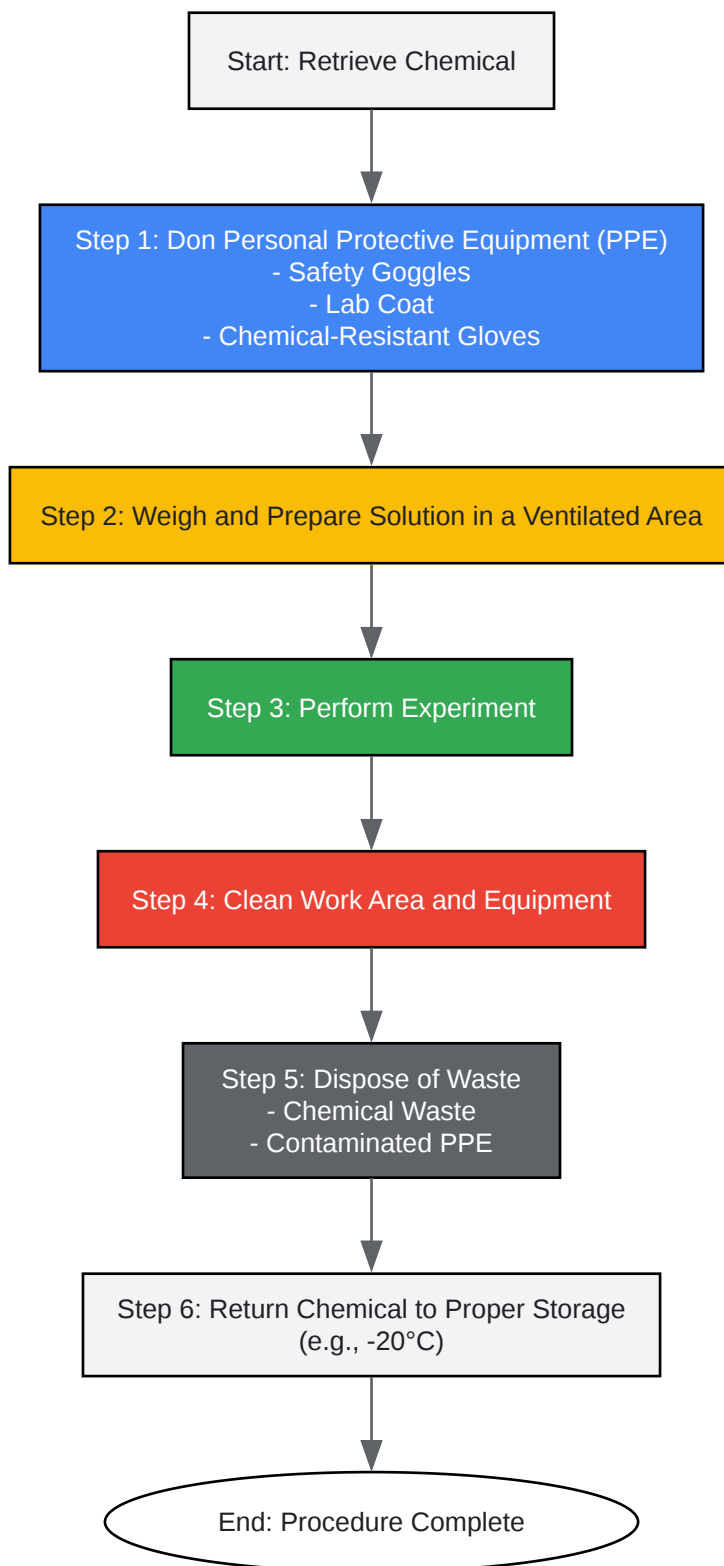 Start: Retrieve Chemical
Step 1: Don Personal Protective Equipment (PPE)
- Safety Goggles
- Lab Coat
- Chemical-Resistant Gloves
Step 2: Weigh and Prepare Solution in a Ventilated Area
Step 3: Perform Experiment
Step 4: Clean Work Area and Equipment
Step 5: Dispose of Waste
- Chemical Waste
- Contaminated PPE
Step 6: Return Chemical to Proper Storage
(e.g., -20°C)
End: Procedure Complete